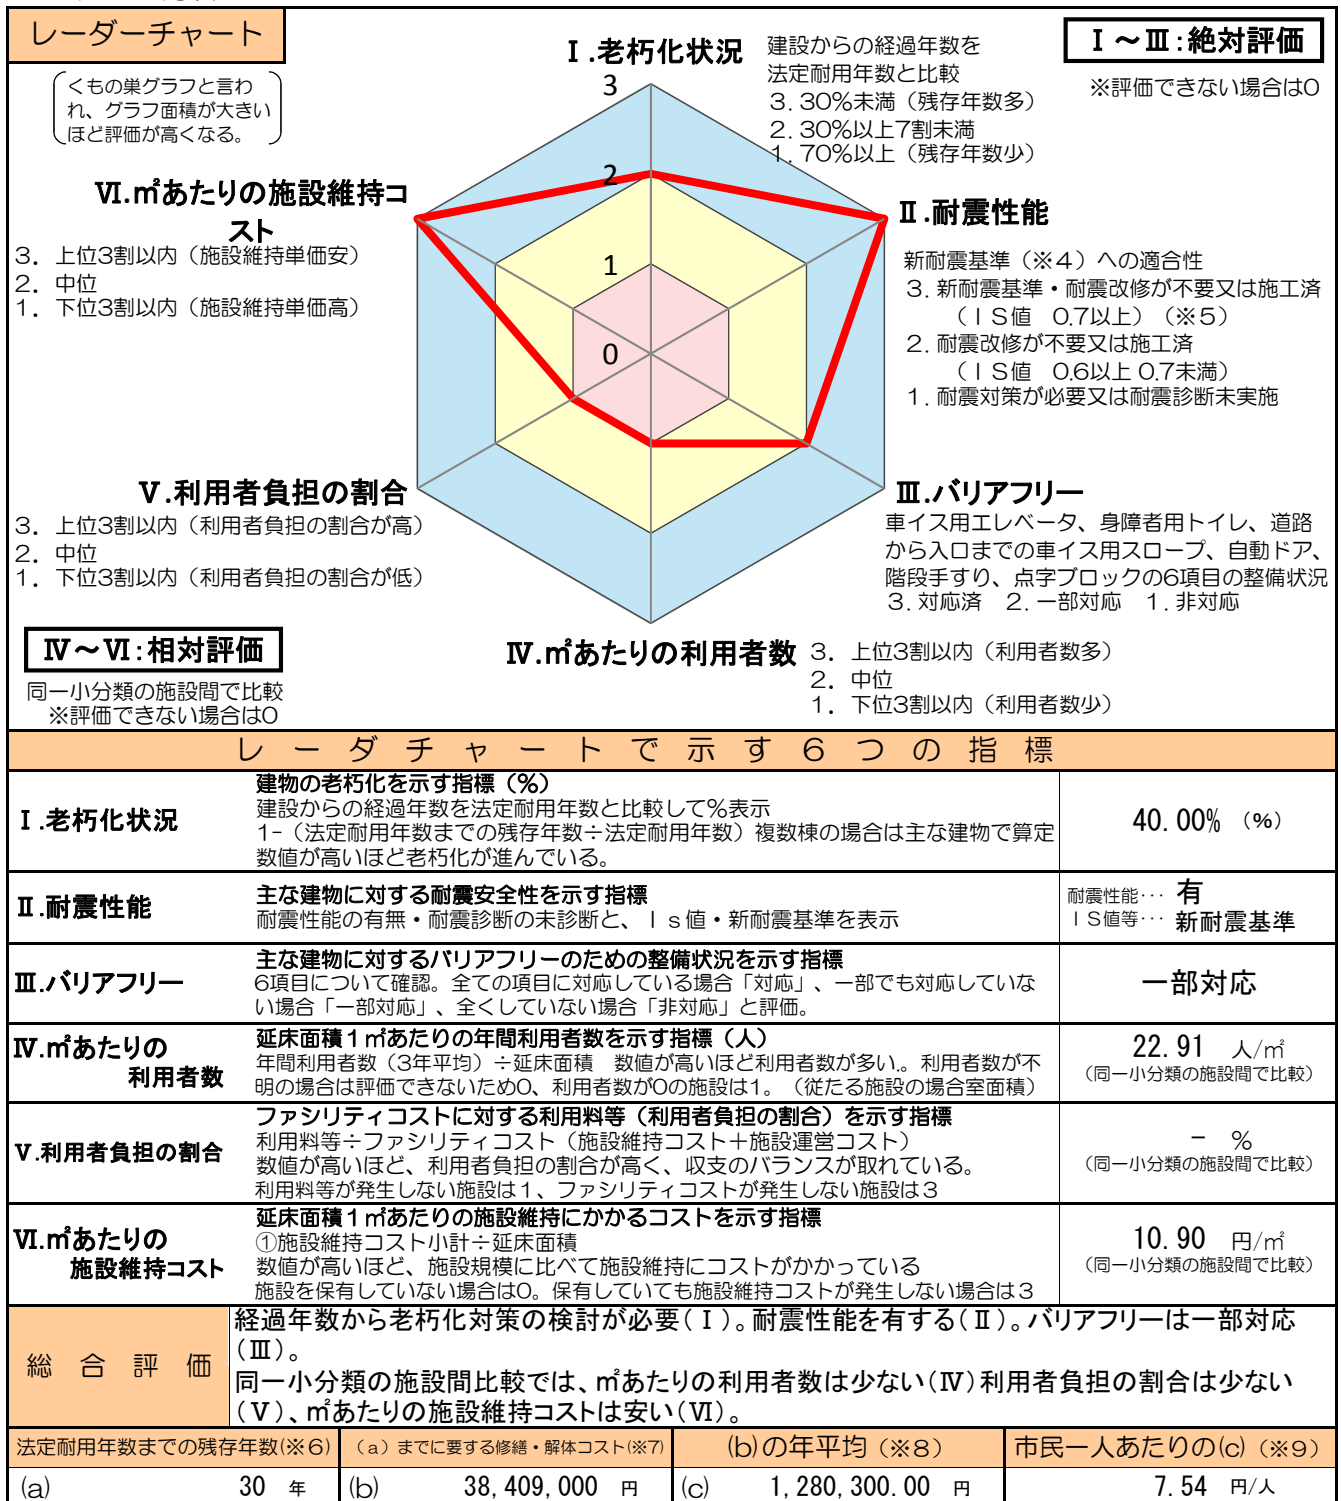 レーダーチャート
くもの巣グラフと言わ
れ、グラフ面積が大きい
ほど評価が高くなる。
Ⅰ～Ⅲ:絶対評価
※評価できない場合は0
Ⅰ.老朽化状況
建設からの経過年数を
法定耐用年数と比較
3. 30%未満（残存年数多）
2. 30%以上7割未満
1. 70%以上（残存年数少）
3
2
1
0
Ⅱ.耐震性能
新耐震基準（※4）への適合性
3. 新耐震基準・耐震改修が不要又は施工済
（ＩＳ値 0.7以上）（※5）
2. 耐震改修が不要又は施工済
（ＩＳ値 0.6以上 0.7未満）
1. 耐震対策が必要又は耐震診断未実施
Ⅲ.バリアフリー
車イス用エレベータ、身障者用トイレ、道路
から入口までの車イス用スロープ、自動ドア、
階段手すり、点字ブロックの6項目の整備状況
3. 対応済 2. 一部対応 1. 非対応
Ⅵ.㎡あたりの施設維持コ
スト
3. 上位3割以内（施設維持単価安）
2. 中位
1. 下位3割以内（施設維持単価高）
Ⅴ.利用者負担の割合
3. 上位3割以内（利用者負担の割合が高）
2. 中位
1. 下位3割以内（利用者負担の割合が低）
Ⅳ～Ⅵ:相対評価
同一小分類の施設間で比較
※評価できない場合は0
Ⅳ.㎡あたりの利用者数
3. 上位3割以内（利用者数多）
2. 中位
1. 下位3割以内（利用者数少）
レーダチャートで示す6つの指標
Ⅰ.老朽化状況
建物の老朽化を示す指標（%）
建設からの経過年数を法定耐用年数と比較して%表示
1-（法定耐用年数までの残存年数÷法定耐用年数）複数棟の場合は主な建物で算定
数値が高いほど老朽化が進んでいる。
40.00% （%）
Ⅱ.耐震性能
主な建物に対する耐震安全性を示す指標
耐震性能の有無・耐震診断の未診断と、Ｉｓ値・新耐震基準を表示
耐震性能… 有
ＩＳ値等… 新耐震基準
Ⅲ.バリアフリー
主な建物に対するバリアフリーのための整備状況を示す指標
6項目について確認。全ての項目に対応している場合「対応」、一部でも対応していな
い場合「一部対応」、全くしていない場合「非対応」と評価。
一部対応
Ⅳ.㎡あたりの
利用者数
延床面積１㎡あたりの年間利用者数を示す指標（人）
年間利用者数（3年平均）÷延床面積 数値が高いほど利用者数が多い。利用者数が不
明の場合は評価できないため0、利用者数が0の施設は1。（従たる施設の場合室面積）
22.91 人/㎡
（同一小分類の施設間で比較）
Ⅴ.利用者負担の割合
ファシリティコストに対する利用料等（利用者負担の割合）を示す指標
利用料等÷ファシリティコスト（施設維持コスト＋施設運営コスト）
数値が高いほど、利用者負担の割合が高く、収支のバランスが取れている。
利用料等が発生しない施設は１、ファシリティコストが発生しない施設は３
- %
（同一小分類の施設間で比較）
Ⅵ.㎡あたりの
施設維持コスト
延床面積１㎡あたりの施設維持にかかるコストを示す指標
①施設維持コスト小計÷延床面積
数値が高いほど、施設規模に比べて施設維持にコストがかかっている
施設を保有していない場合は0。保有していても施設維持コストが発生しない場合は３
10.90 円/㎡
（同一小分類の施設間で比較）
総合評価
経過年数から老朽化対策の検討が必要(Ⅰ)。耐震性能を有する(Ⅱ)。バリアフリーは一部対応
(Ⅲ)。
同一小分類の施設間比較では、㎡あたりの利用者数は少ない(Ⅳ)利用者負担の割合は少ない
(Ⅴ)、㎡あたりの施設維持コストは安い(Ⅵ)。
法定耐用年数までの残存年数(※6)
（a）までに要する修繕・解体コスト(※7)
(b)の年平均（※8）
市民一人あたりの(c)（※9）
(a) 30 年
(b) 38,409,000 円
(c) 1,280,300.00 円
7.54 円/人